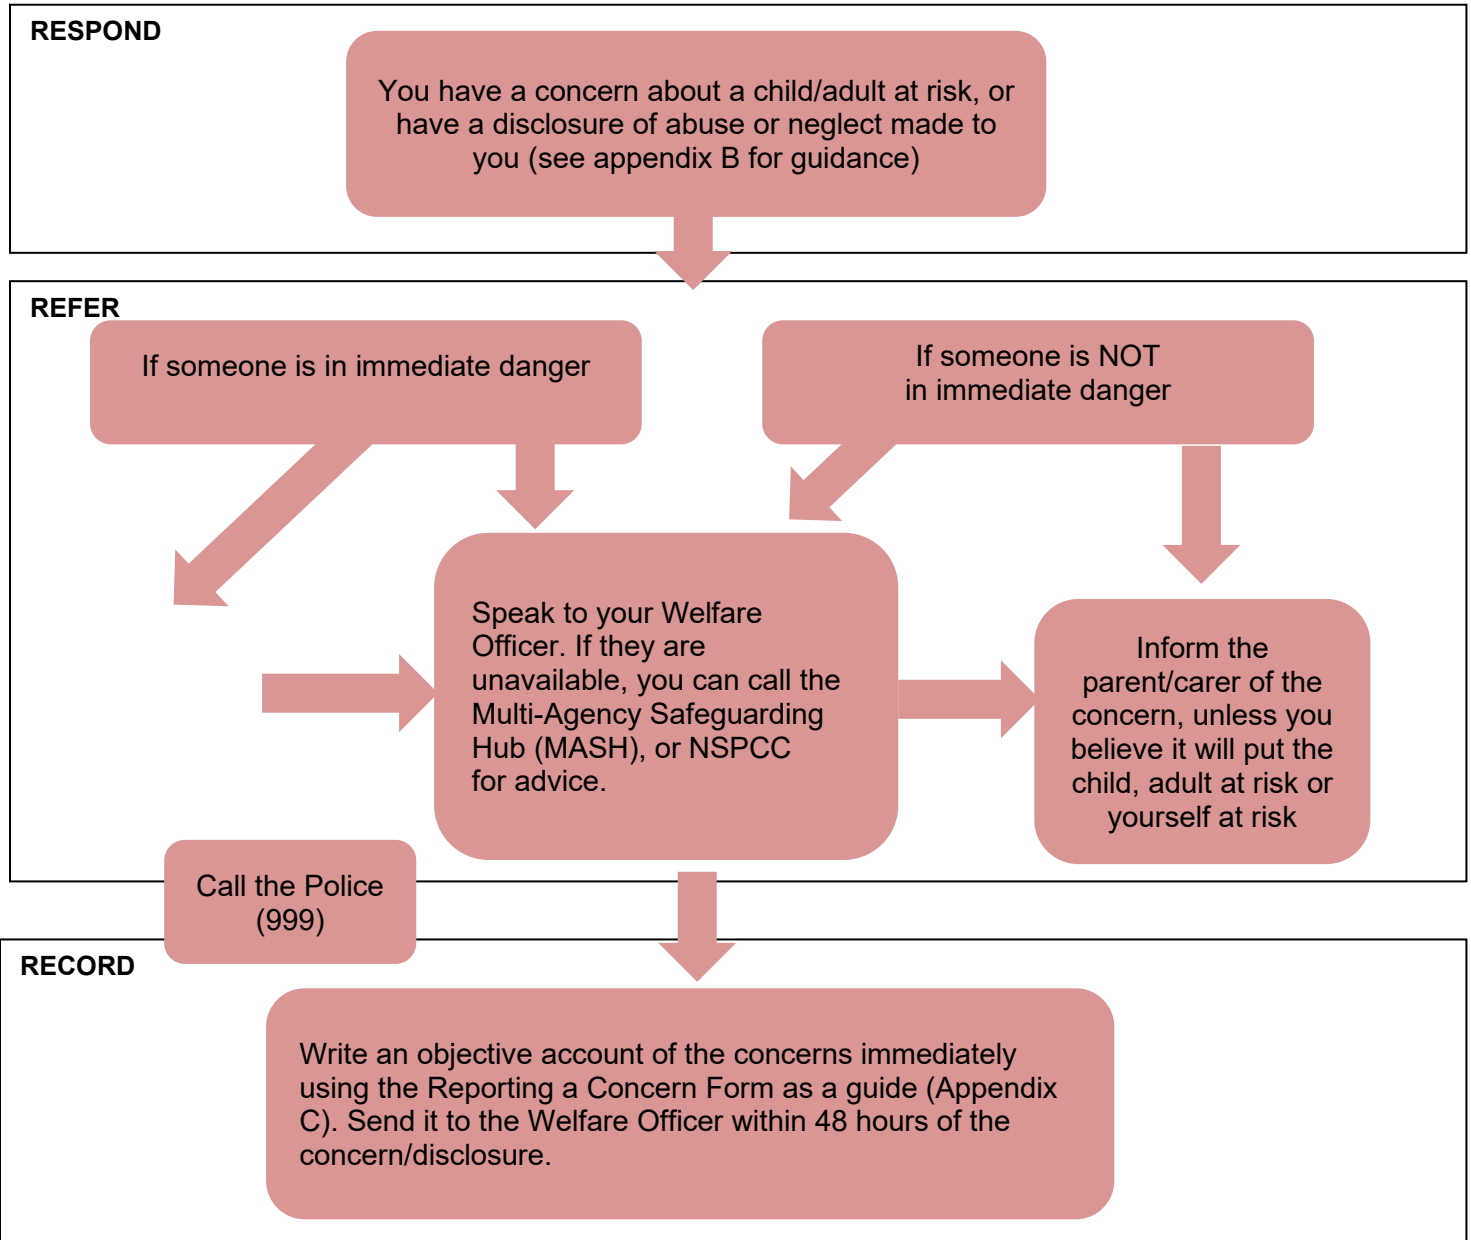 RESPOND
You have a concern about a child/adult at risk, or
have a disclosure of abuse or neglect made to
you (see appendix B for guidance)
REFER
If someone is in immediate danger
If someone is NOT
in immediate danger
Speak to your Welfare
Officer. If they are
unavailable, you can call the
Multi-Agency Safeguarding
Hub (MASH), or NSPCC
for advice.
Inform the
parent/carer of the
concern, unless you
believe it will put the
child, adult at risk or
yourself at risk
Call the Police
(999)
RECORD
Write an objective account of the concerns immediately
using the Reporting a Concern Form as a guide (Appendix
C). Send it to the Welfare Officer within 48 hours of the
concern/disclosure.